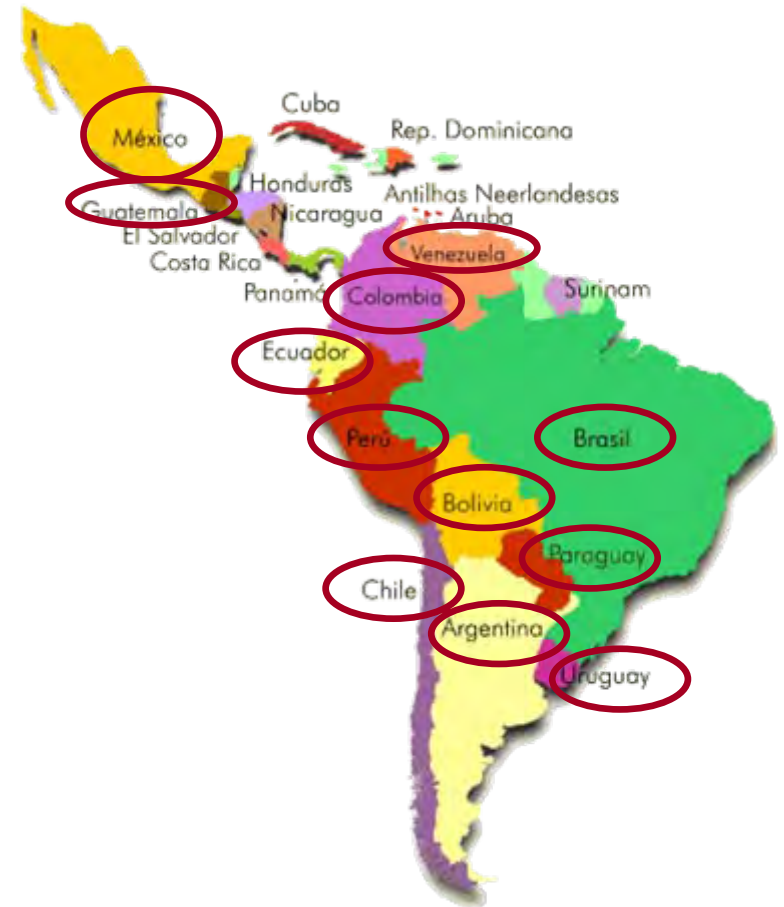 Cuba
Rep. Dominicana
México
Honduras
Antilhas Neerlandesas
Guatemala
Nicaragua
Aruba
El Salvador
Costa Rica
Venezuela
Panamá
Colombia
Surinam
Ecuador
Perú
Brasil
Bolivia
Paraguay
Chile
Argentina
Uruguay